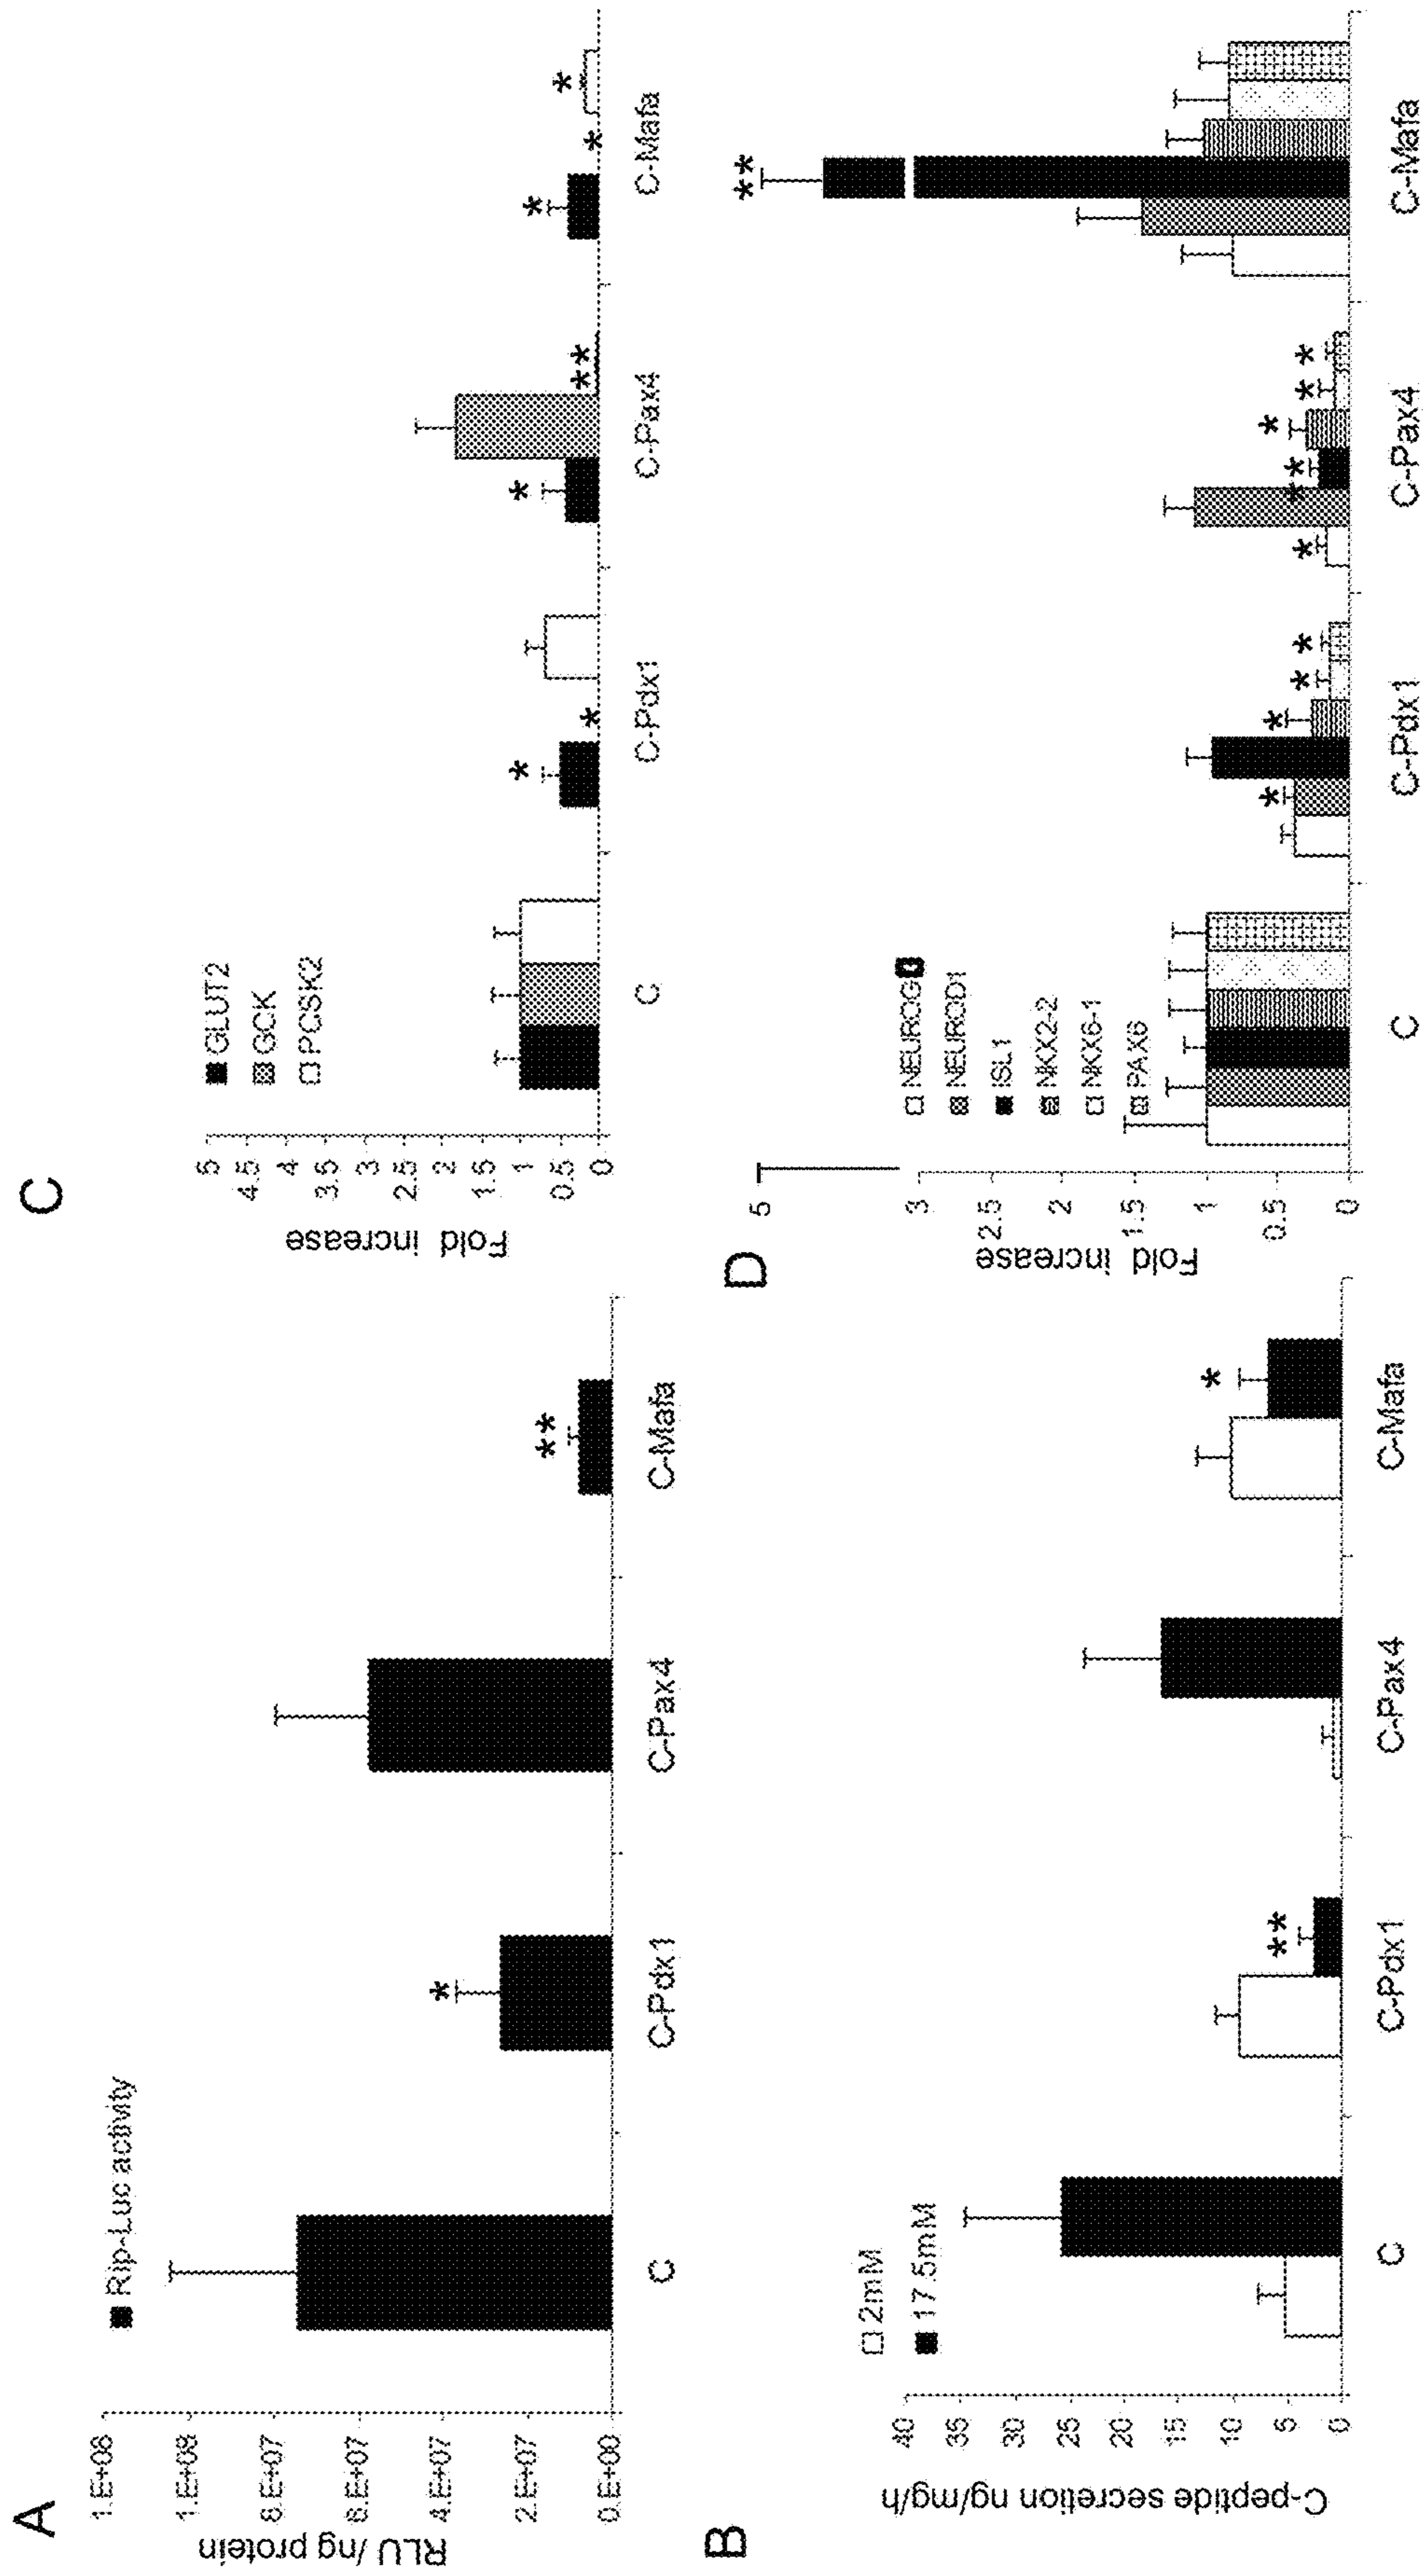 A
RLU /ng protein
1.E+08
1.E+08
8.E+07
6.E+07
4.E+07
2.E+07
0.E+00
Rip-Luc activity
*
**
C
C-Pdx1
C-Pax4
C-Mafa
B
C-peptide secretion ng/mg/h
40
35
30
25
20
15
10
5
0
2mM
17.5mM
**
*
C
C-Pdx1
C-Pax4
C-Mafa
C
Fold increase
5
4.5
4
3.5
3
2.5
2
1.5
1
0.5
0
GLUT2
GCK
PCSK2
*
*
*
**
*
*
*
C
C-Pdx1
C-Pax4
C-Mafa
D
Fold increase
5
3
2.5
2
1.5
1
0.5
0
NEUROD1
ISL1
NKX2-2
NKX6-1
PAX6
*
*
*
*
*
**
*
*
*
**
C
C-Pdx1
C-Pax4
C-Mafa